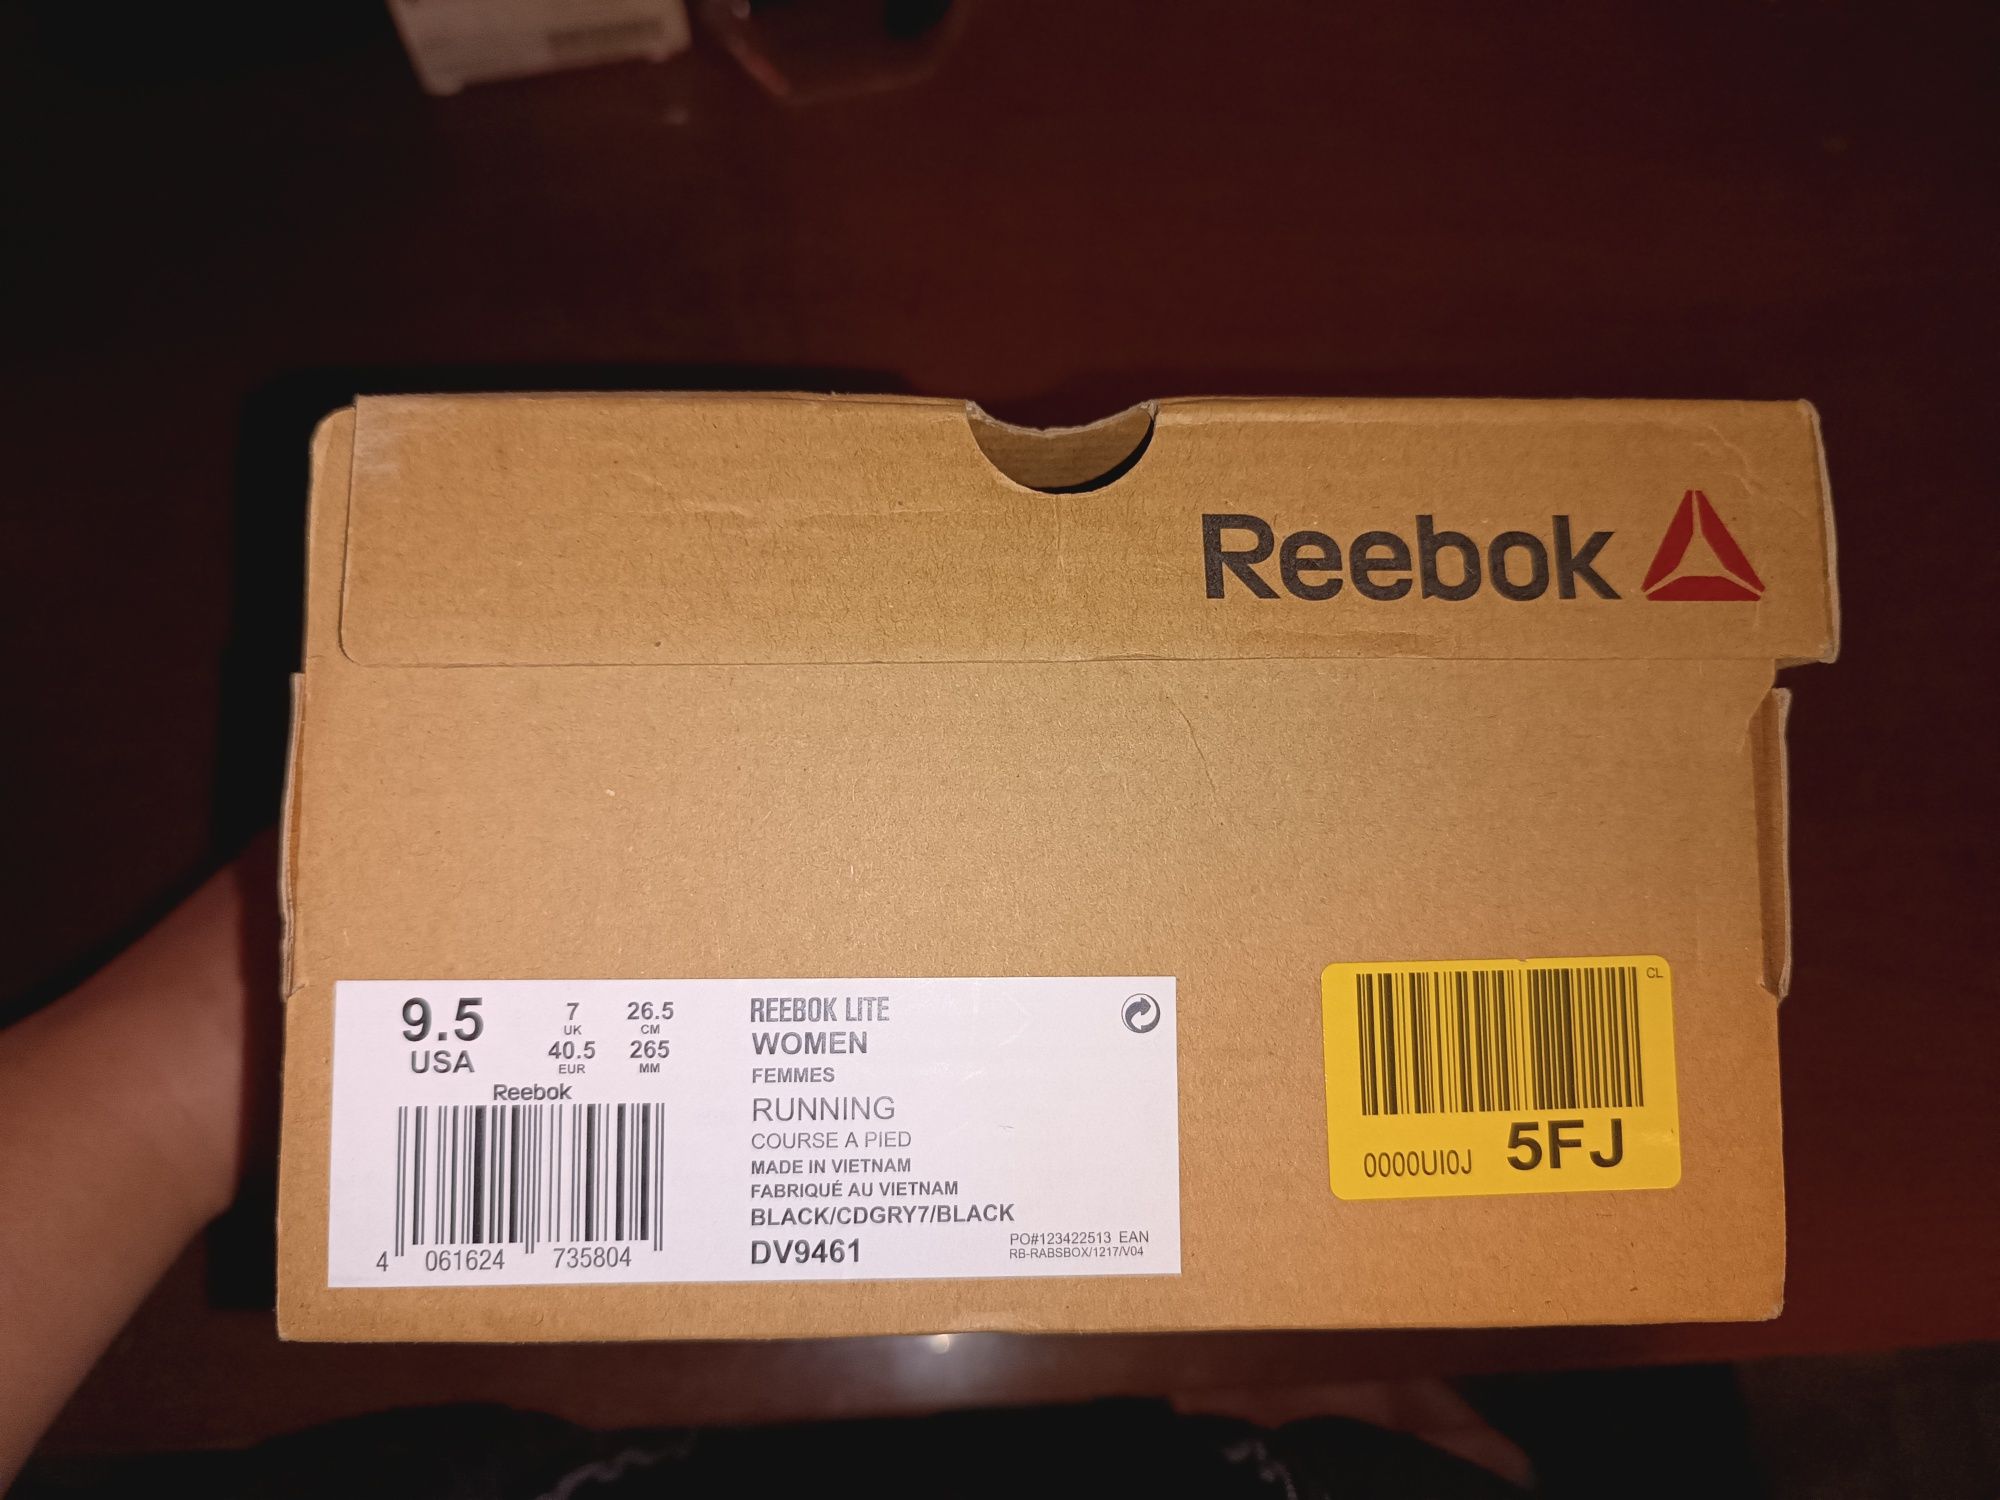 Reebok
9.5
USA
7
UK
26.5
CM
40.5
EUR
265
MM
Reebok
4 061624 735804
REEBOK LITE
WOMEN
FEMMES
RUNNING
COURSE A PIED
MADE IN VIETNAM
FABRIQUÉ AU VIETNAM
BLACK/CDGRY7/BLACK
DV9461
PO#123422513 EAN
RB-RABSBOX/1217/V04
CL
0000UI0J 5FJ